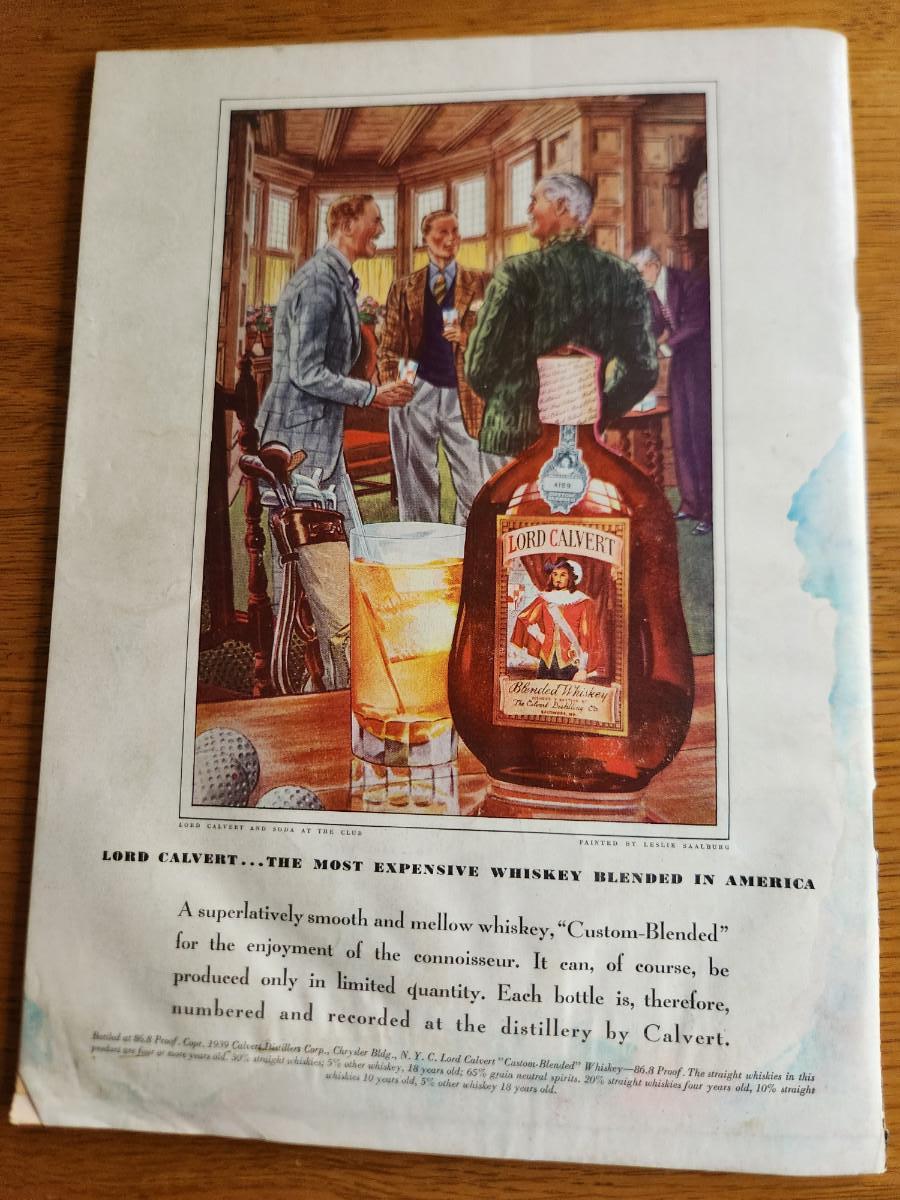 4189
LORD CALVERT
Blended Whiskey
BLENDED & BOTTLED BY
The Calvert Distilling Co.
BALTIMORE, MD.
LORD CALVERT AND SODA AT THE CLUB
PAINTED BY LESLIE SAALBURG
LORD CALVERT...THE MOST EXPENSIVE WHISKEY BLENDED IN AMERICA
A superlatively smooth and mellow whiskey, “Custom-Blended”
for the enjoyment of the connoisseur. It can, of course, be
produced only in limited quantity. Each bottle is, therefore,
numbered and recorded at the distillery by Calvert.
Bottled at 86.8 Proof. Copr. 1939 Calvert Distillers Corp., Chrysler Bldg., N. Y. C. Lord Calvert "Custom-Blended" Whiskey—86.8 Proof. The straight whiskies in this
product are four or more years old. 30% straight whiskies; 5% other whiskey, 18 years old; 65% grain neutral spirits. 20% straight whiskies four years old, 10% straight
whiskies 10 years old, 5% other whiskey 18 years old.